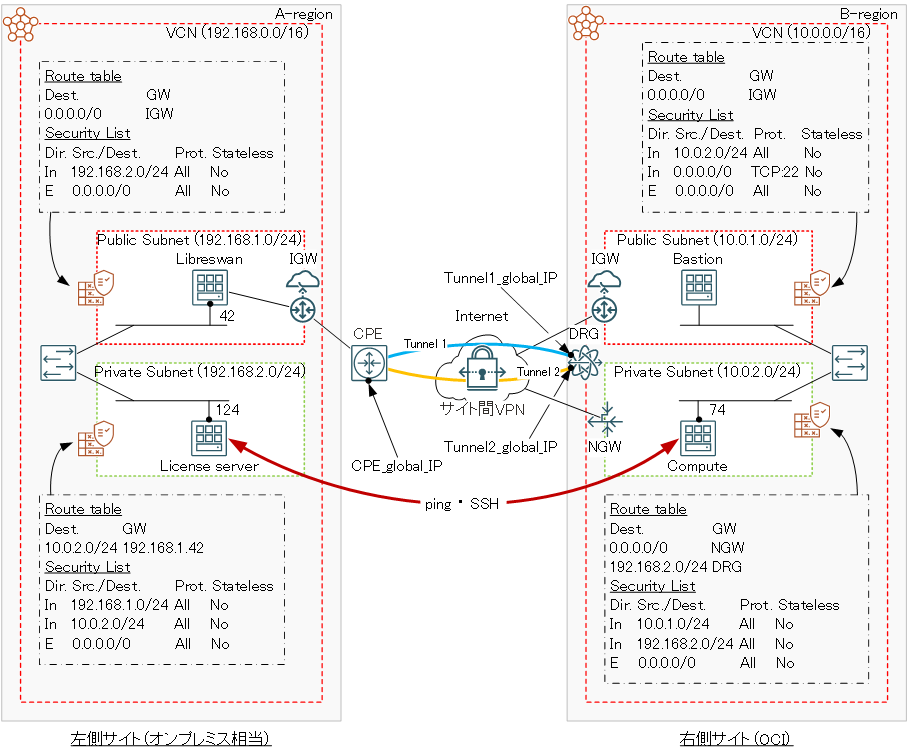 A-region
VCN (192.168.0.0/16)
Route table
Dest. GW
0.0.0.0/0 IGW
Security List
Dir. Src./Dest. Prot. Stateless
In 192.168.2.0/24 All No
E 0.0.0.0/0 All No
Public Subnet (192.168.1.0/24)
Libreswan
IGW
42
Private Subnet (192.168.2.0/24)
124
License server
Route table
Dest. GW
10.0.2.0/24 192.168.1.42
Security List
Dir. Src./Dest. Prot. Stateless
In 192.168.1.0/24 All No
In 10.0.2.0/24 All No
E 0.0.0.0/0 All No
左側サイト(オンプレミス相当)
CPE
Tunnel 1
Internet
Tunnel1_global_IP
DRG
Tunnel 2
サイト間VPN
CPE_global_IP
Tunnel2_global_IP
ping・SSH
B-region
VCN (10.0.0.0/16)
Route table
Dest. GW
0.0.0.0/0 IGW
Security List
Dir. Src./Dest. Prot. Stateless
In 10.0.2.0/24 All No
In 0.0.0.0/0 TCP:22 No
E 0.0.0.0/0 All No
Public Subnet (10.0.1.0/24)
IGW
Bastion
Private Subnet (10.0.2.0/24)
74
NGW
Compute
Route table
Dest. GW
0.0.0.0/0 NGW
192.168.2.0/24 DRG
Security List
Dir. Src./Dest. Prot. Stateless
In 10.0.1.0/24 All No
In 192.168.2.0/24 All No
E 0.0.0.0/0 All No
右側サイト(OCI)